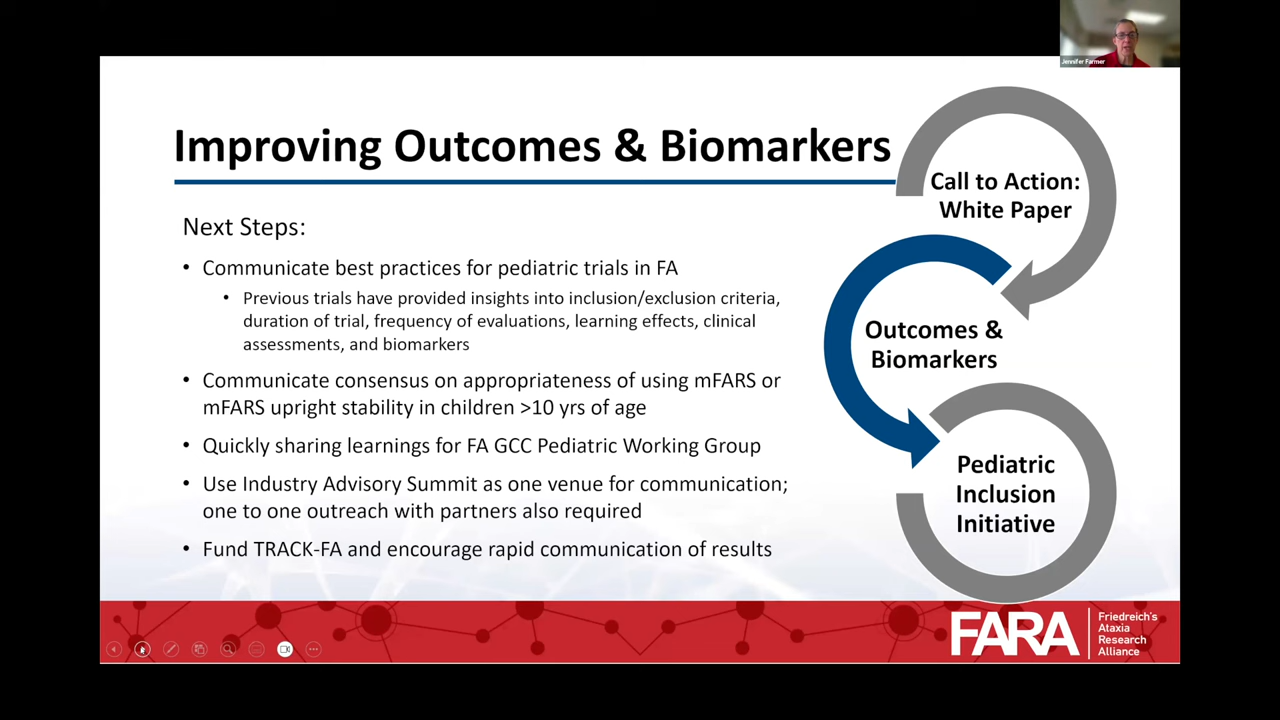 Jennifer Farmer
Improving Outcomes & Biomarkers
Next Steps:
• Communicate best practices for pediatric trials in FA
• Previous trials have provided insights into inclusion/exclusion criteria,
duration of trial, frequency of evaluations, learning effects, clinical
assessments, and biomarkers
• Communicate consensus on appropriateness of using mFARS or
mFARS upright stability in children >10 yrs of age
• Quickly sharing learnings for FA GCC Pediatric Working Group
• Use Industry Advisory Summit as one venue for communication;
one to one outreach with partners also required
• Fund TRACK-FA and encourage rapid communication of results
Call to Action:
White Paper
Outcomes &
Biomarkers
Pediatric
Inclusion
Initiative
FARA
Friedreich's
Ataxia
Research
Alliance